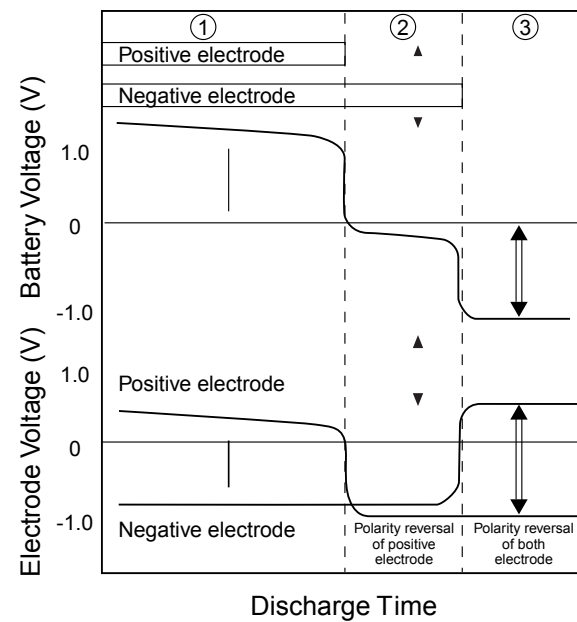 ① ② ③
Positive electrode
Negative electrode
Battery Voltage (V)
1.0
0
-1.0
Electrode Voltage (V)
1.0
0
-1.0
Positive electrode
Negative electrode
Polarity reversal
of positive
electrode
Polarity reversal
of both
electrode
Discharge Time